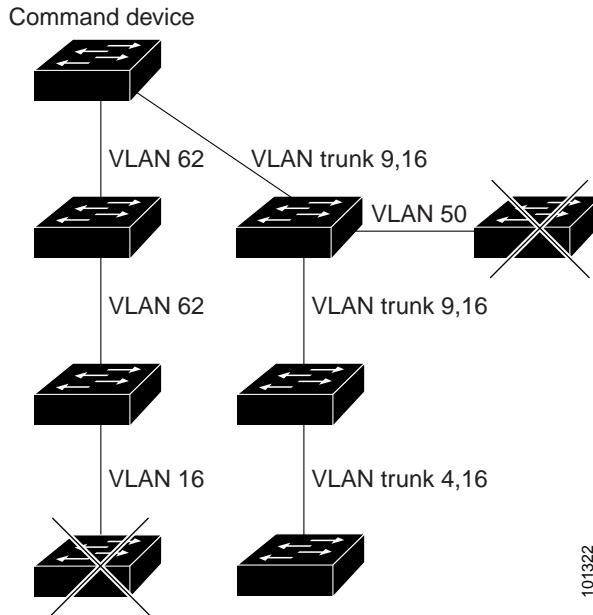 Command device
VLAN 62
VLAN trunk 9,16
VLAN 50
VLAN 62
VLAN trunk 9,16
VLAN 16
VLAN trunk 4,16
101322